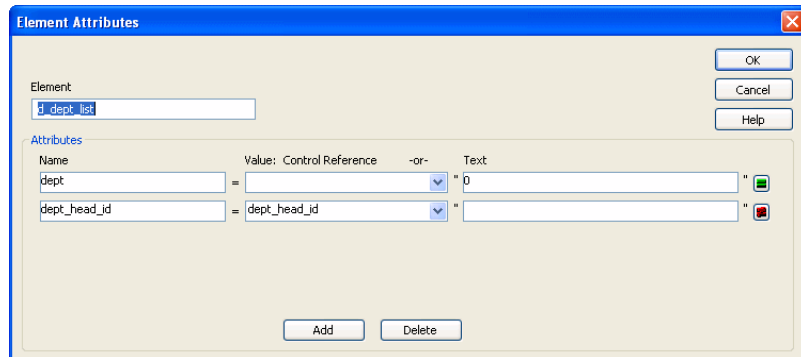 Element Attributes
OK
Element
Cancel
d_dept_list
Help
Attributes
Name Value: Control Reference -or- Text
dept = " 0 "
dept_head_id = dept_head_id " "
Add Delete